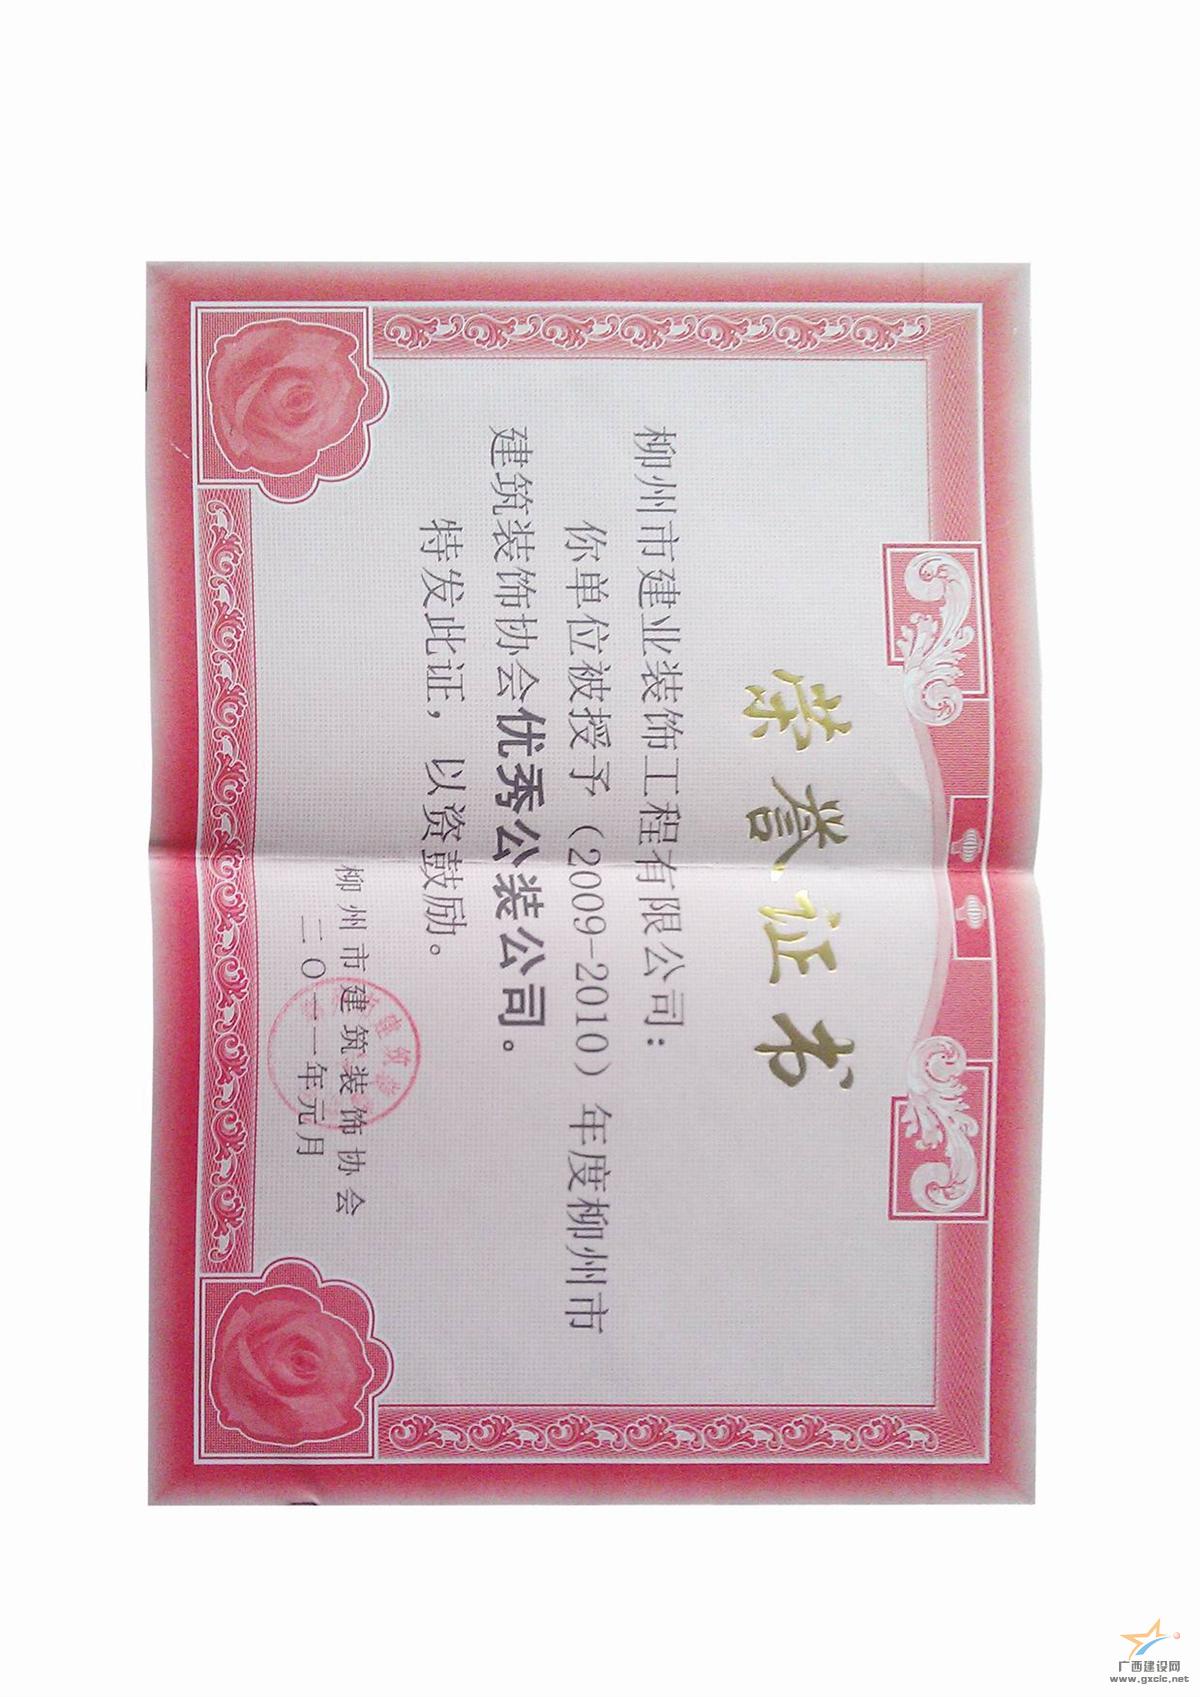 荣誉证书
柳州市建业装饰工程有限公司：
你单位被授予（2009-2010）年度柳州市
建筑装饰协会优秀公装公司。
特发此证，以资鼓励。
柳州市建筑装饰协会
二〇一一年元月
广西建设网
www.gxcic.net